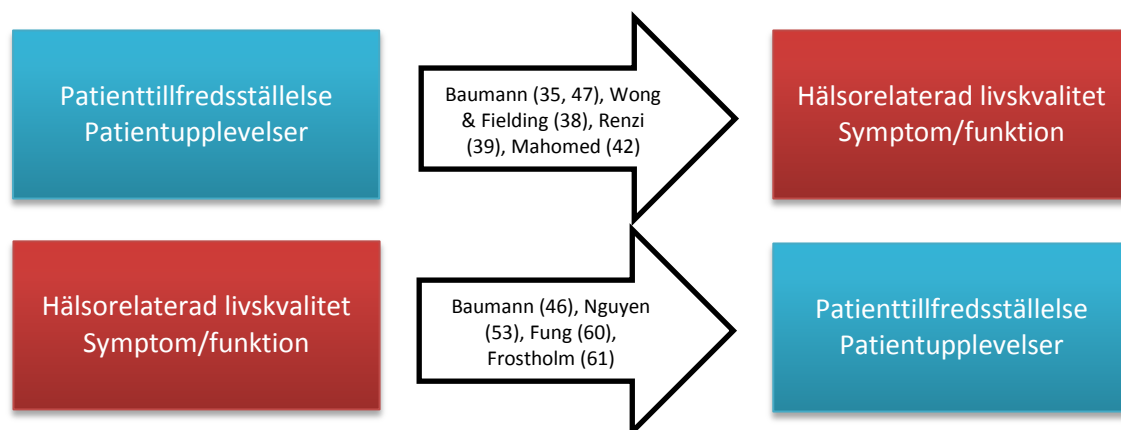 Patienttillfredsställelse
Patientupplevelser
Baumann (35, 47), Wong
& Fielding (38), Renzi
(39), Mahomed (42)
Hälsorelaterad livskvalitet
Symptom/funktion
Hälsorelaterad livskvalitet
Symptom/funktion
Baumann (46), Nguyen
(53), Fung (60),
Frostholm (61)
Patienttillfredsställelse
Patientupplevelser